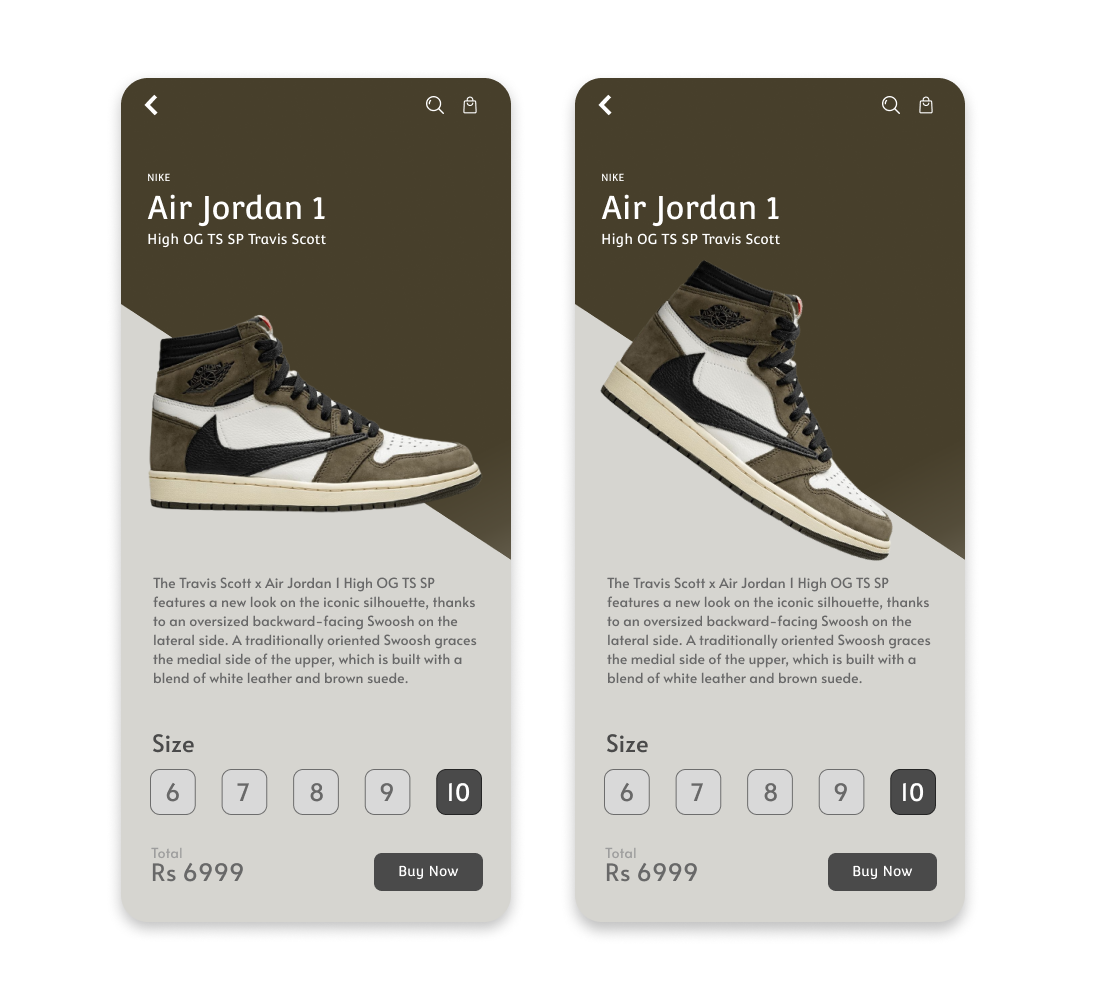 NIKE
Air Jordan 1
High OG TS SP Travis Scott
The Travis Scott x Air Jordan 1 High OG TS SP
features a new look on the iconic silhouette, thanks
to an oversized backward-facing Swoosh on the
lateral side. A traditionally oriented Swoosh graces
the medial side of the upper, which is built with a
blend of white leather and brown suede.
Size
6 7 8 9 10
Total
Rs 6999
Buy Now
NIKE
Air Jordan 1
High OG TS SP Travis Scott
The Travis Scott x Air Jordan 1 High OG TS SP
features a new look on the iconic silhouette, thanks
to an oversized backward-facing Swoosh on the
lateral side. A traditionally oriented Swoosh graces
the medial side of the upper, which is built with a
blend of white leather and brown suede.
Size
6 7 8 9 10
Total
Rs 6999
Buy Now